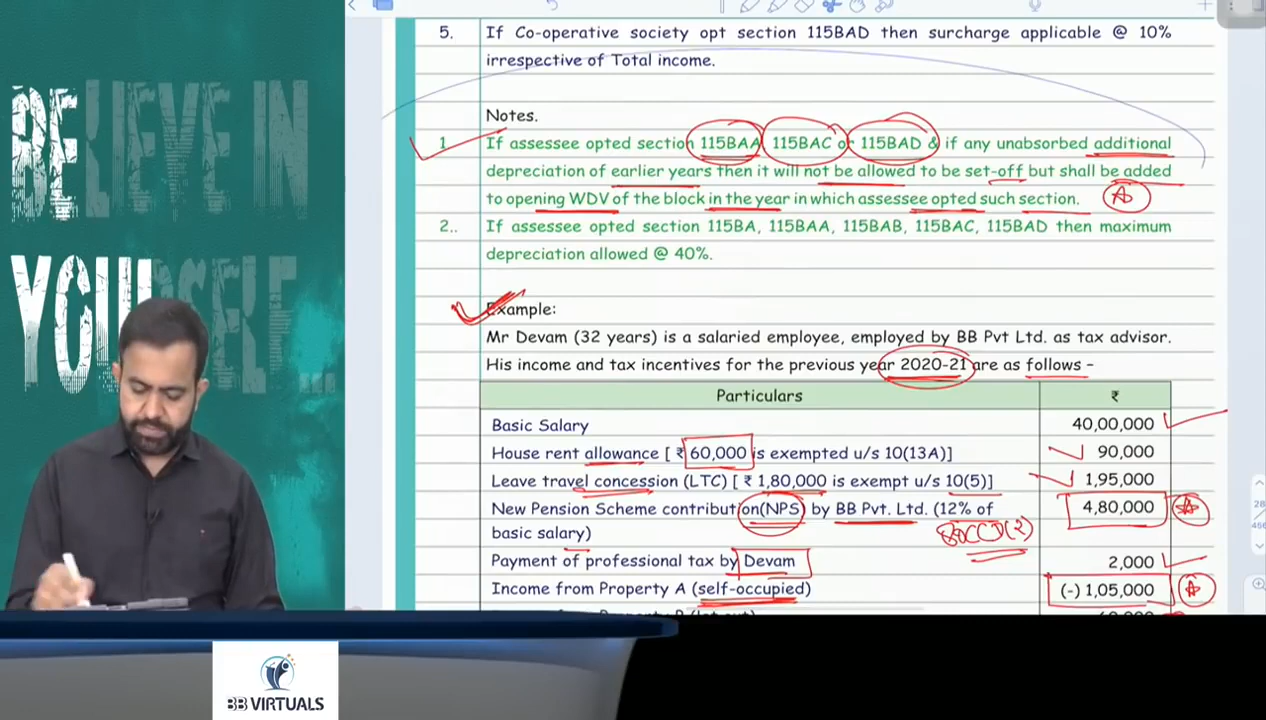 BELIEVE IN
YOURSELF...
5. If Co-operative society opt section 115BAD then surcharge applicable @ 10%
irrespective of Total income.
Notes.
1 If assessee opted section 115BAA 115BAC or 115BAD & if any unabsorbed additional
depreciation of earlier years then it will not be allowed to be set-off but shall be added
to opening WDV of the block in the year in which assessee opted such section.
2.. If assessee opted section 115BA, 115BAA, 115BAB, 115BAC, 115BAD then maximum
depreciation allowed @ 40%.
Example:
Mr Devam (32 years) is a salaried employee, employed by BB Pvt Ltd. as tax advisor.
His income and tax incentives for the previous year 2020-21 are as follows -
Particulars ₹
Basic Salary 40,00,000
House rent allowance [ ₹ 60,000 is exempted u/s 10(13A)] 90,000
Leave travel concession (LTC) [ ₹ 1,80,000 is exempt u/s 10(5)] 1,95,000
New Pension Scheme contribution(NPS) by BB Pvt. Ltd. (12% of 4,80,000
basic salary) 80CCD(2)
Payment of professional tax by Devam 2,000
Income from Property A (self-occupied) (-) 1,05,000
BB VIRTUALS